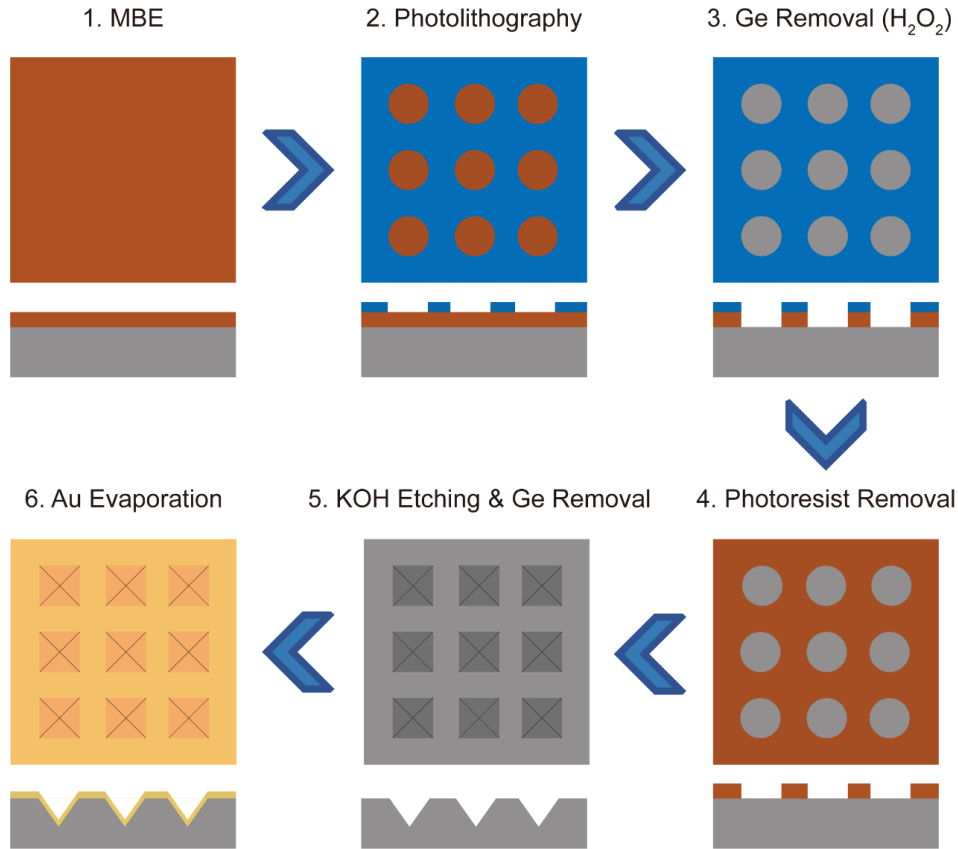 1. MBE
2. Photolithography
3. Ge Removal (H₂O₂)
6. Au Evaporation
5. KOH Etching & Ge Removal
4. Photoresist Removal